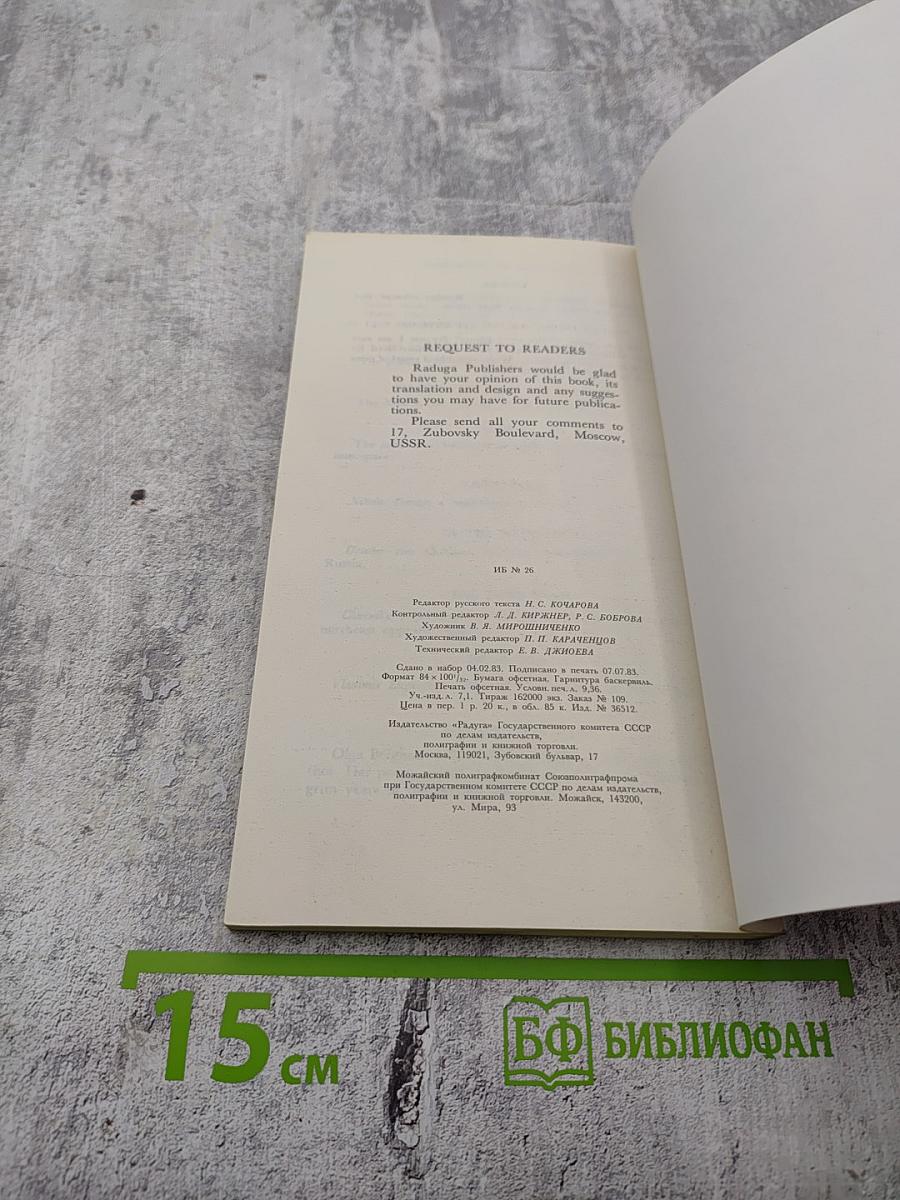 REQUEST TO READERS
Raduga Publishers would be glad
to have your opinion of this book, its
translation and design and any sugges-
tions you may have for future publica-
tions.
Please send all your comments to
17, Zubovsky Boulevard, Moscow,
USSR.
ИБ № 26
Редактор русского текста Н. С. КОЧАРОВА
Контрольный редактор Л. Д. КИРЖНЕР, Р. С. БОБРОВА
Художник В. Я. МИРОШНИЧЕНКО
Художественный редактор П. П. КАРАЧЕНЦОВ
Технический редактор Е. В. ДЖИОЕВА
Сдано в набор 04.02.83. Подписано в печать 07.07.83.
Формат 84 × 100¹/₃₂. Бумага офсетная. Гарнитура баскервиль.
Печать офсетная. Условн. печ. л. 9,36.
Уч.-изд. л. 7,1. Тираж 162000 экз. Заказ № 109.
Цена в пер. 1 р. 20 к., в обл. 85 к. Изд. № 36512.
Издательство «Радуга» Государственного комитета СССР
по делам издательств,
полиграфии и книжной торговли.
Москва, 119021, Зубовский бульвар, 17
Можайский полиграфкомбинат Союзполиграфпрома
при Государственном комитете СССР по делам издательств,
полиграфии и книжной торговли. Можайск, 143200,
ул. Мира, 93
15 см
БФ БИБЛИОФАН